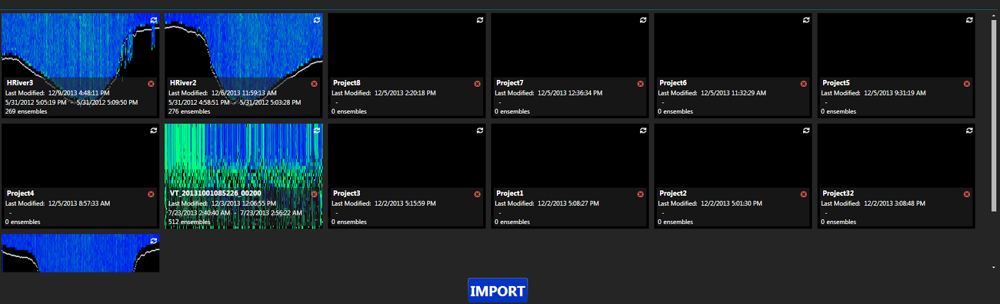 HRiver3
Last Modified: 12/9/2013 4:48:11 PM
5/31/2012 5:05:19 PM - 5/31/2012 5:09:50 PM
269 ensembles
HRiver2
Last Modified: 12/6/2013 11:59:13 AM
5/31/2012 4:58:51 PM - 5/31/2012 5:03:28 PM
276 ensembles
Project8
Last Modified: 12/5/2013 2:20:18 PM
-
0 ensembles
Project7
Last Modified: 12/5/2013 12:36:34 PM
-
0 ensembles
Project6
Last Modified: 12/5/2013 11:32:29 AM
-
0 ensembles
Project5
Last Modified: 12/5/2013 9:31:19 AM
-
0 ensembles
Project4
Last Modified: 12/5/2013 8:57:33 AM
-
0 ensembles
VT_20131001085226_00200
Last Modified: 12/3/2013 12:06:55 PM
7/23/2013 2:40:40 AM - 7/23/2013 2:56:22 AM
512 ensembles
Project3
Last Modified: 12/2/2013 5:15:59 PM
-
0 ensembles
Project1
Last Modified: 12/2/2013 5:08:27 PM
-
0 ensembles
Project2
Last Modified: 12/2/2013 5:01:30 PM
-
0 ensembles
Project32
Last Modified: 12/2/2013 3:08:48 PM
-
0 ensembles
IMPORT